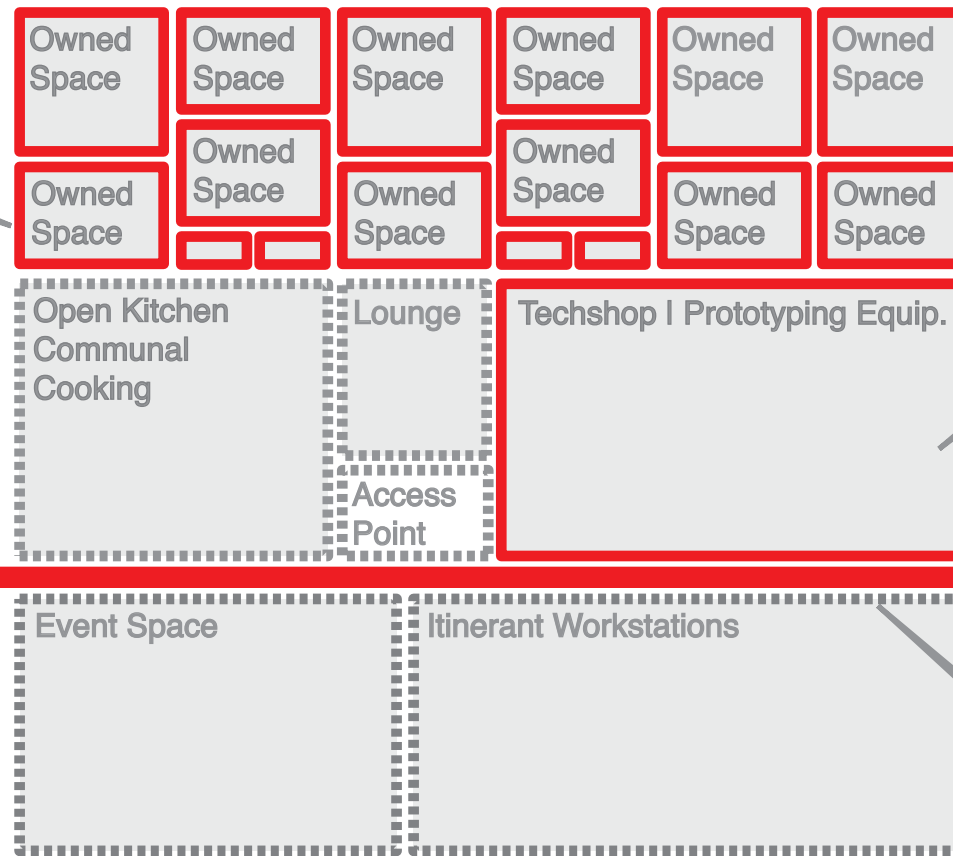 Owned
Space
Owned
Space
Owned
Space
Owned
Space
Owned
Space
Owned
Space
Owned
Space
Owned
Space
Owned
Space
Owned
Space
Owned
Space
Owned
Space
Open Kitchen
Communal
Cooking
Lounge
Techshop I Prototyping Equip.
Access
Point
Event Space
Itinerant Workstations